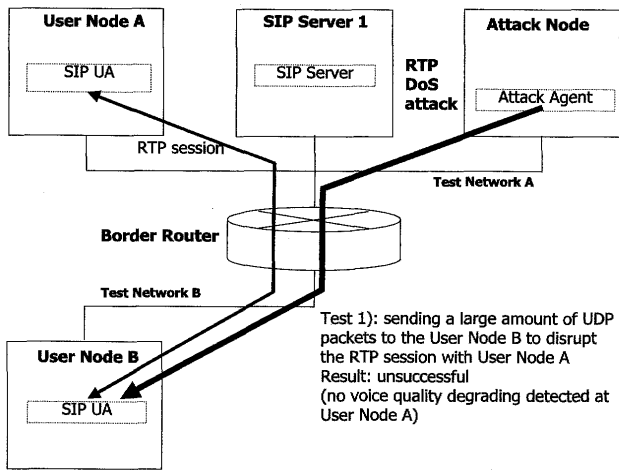 User Node A
SIP UA
SIP Server 1
SIP Server
Attack Node
Attack Agent
RTP
DoS
attack
RTP session
Test Network A
Border Router
Test Network B
User Node B
SIP UA
Test 1): sending a large amount of UDP
packets to the User Node B to disrupt
the RTP session with User Node A
Result: unsuccessful
(no voice quality degrading detected at
User Node A)